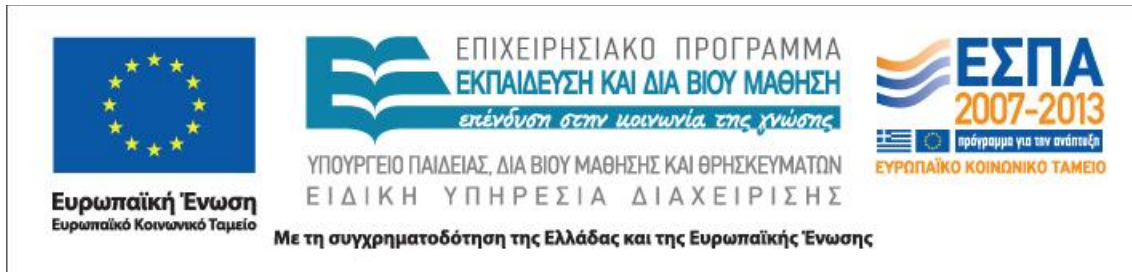 Ευρωπαϊκή Ένωση
Ευρωπαϊκό Κοινωνικό Ταμείο
ΕΠΙΧΕΙΡΗΣΙΑΚΟ ΠΡΟΓΡΑΜΜΑ
ΕΚΠΑΙΔΕΥΣΗ ΚΑΙ ΔΙΑ ΒΙΟΥ ΜΑΘΗΣΗ
επένδυση στην κοινωνία της γνώσης
ΥΠΟΥΡΓΕΙΟ ΠΑΙΔΕΙΑΣ, ΔΙΑ ΒΙΟΥ ΜΑΘΗΣΗΣ ΚΑΙ ΘΡΗΣΚΕΥΜΑΤΩΝ
ΕΙΔΙΚΗ ΥΠΗΡΕΣΙΑ ΔΙΑΧΕΙΡΙΣΗΣ
Με τη συγχρηματοδότηση της Ελλάδας και της Ευρωπαϊκής Ένωσης
ΕΣΠΑ
2007-2013
πρόγραμμα για την ανάπτυξη
ΕΥΡΩΠΑΪΚΟ ΚΟΙΝΩΝΙΚΟ ΤΑΜΕΙΟ